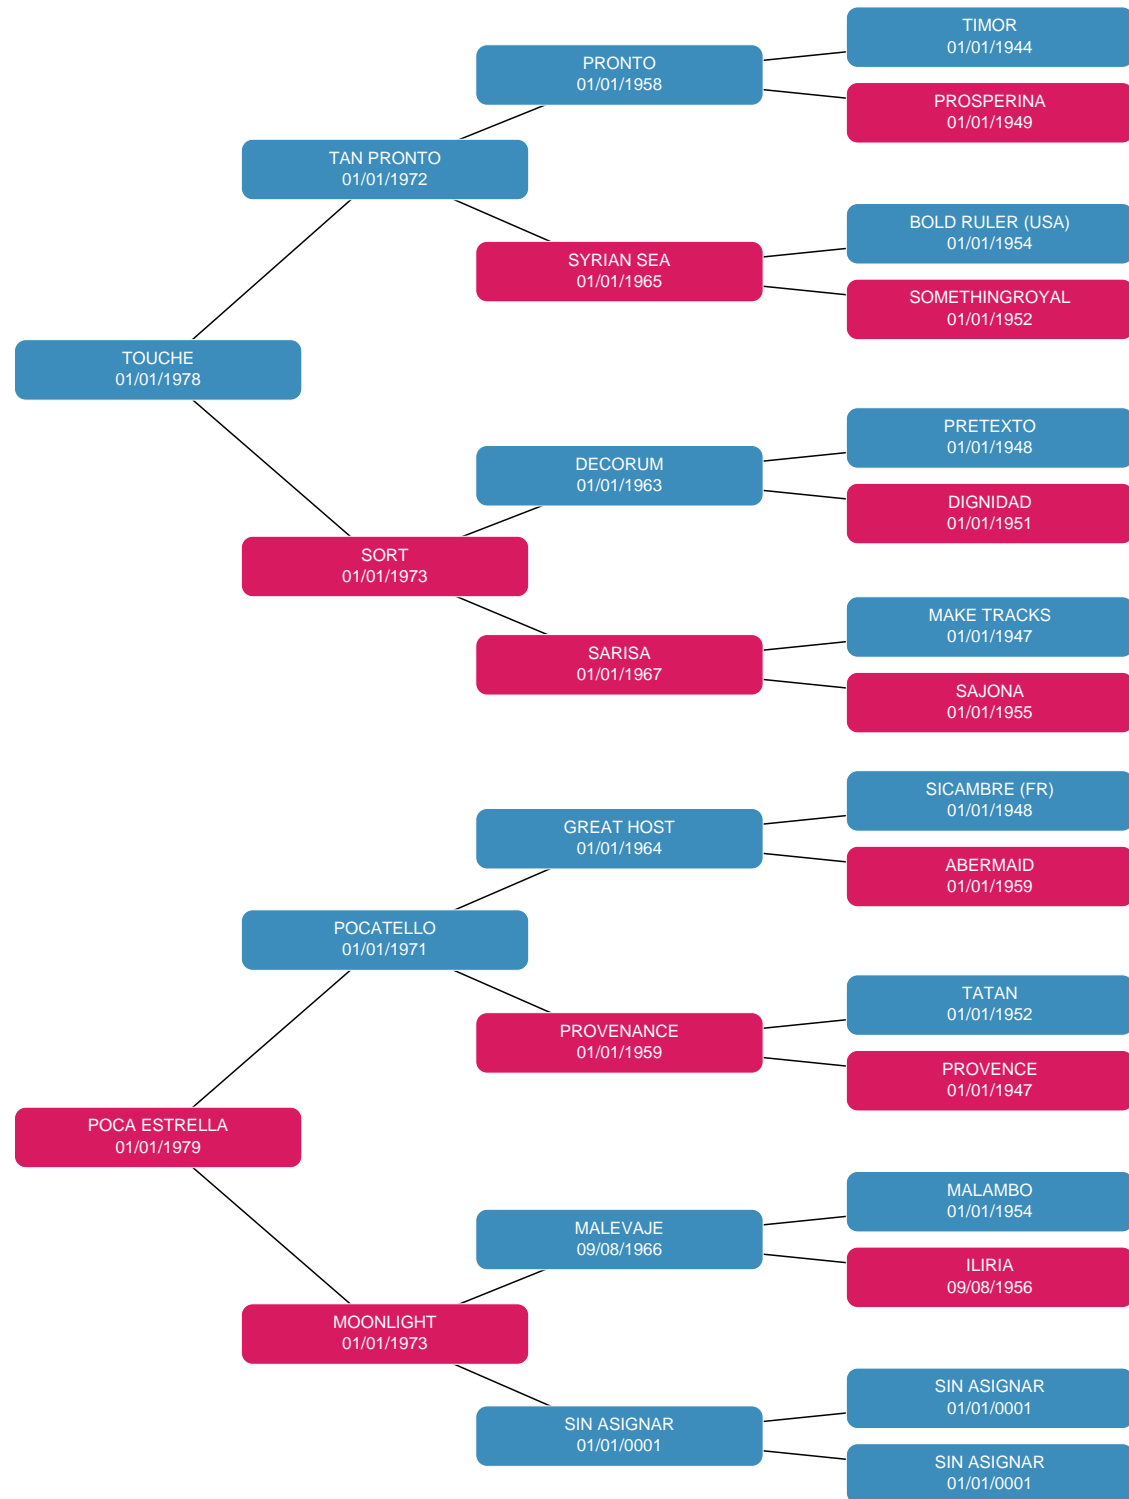 TIMOR
01/01/1944
PRONTO
01/01/1958
PROSPERINA
01/01/1949
TAN PRONTO
01/01/1972
BOLD RULER (USA)
01/01/1954
SYRIAN SEA
01/01/1965
SOMETHINGROYAL
01/01/1952
TOUCHE
01/01/1978
PRETEXTO
01/01/1948
DECORUM
01/01/1963
DIGNIDAD
01/01/1951
SORT
01/01/1973
MAKE TRACKS
01/01/1947
SARISA
01/01/1967
SAJONA
01/01/1955
SICAMBRE (FR)
01/01/1948
GREAT HOST
01/01/1964
ABERMAID
01/01/1959
POCATELLO
01/01/1971
TATAN
01/01/1952
PROVENANCE
01/01/1959
PROVENCE
01/01/1947
POCA ESTRELLA
01/01/1979
MALAMBO
01/01/1954
MALEVAJE
09/08/1966
ILIRIA
09/08/1956
MOONLIGHT
01/01/1973
SIN ASIGNAR
01/01/0001
SIN ASIGNAR
01/01/0001
SIN ASIGNAR
01/01/0001